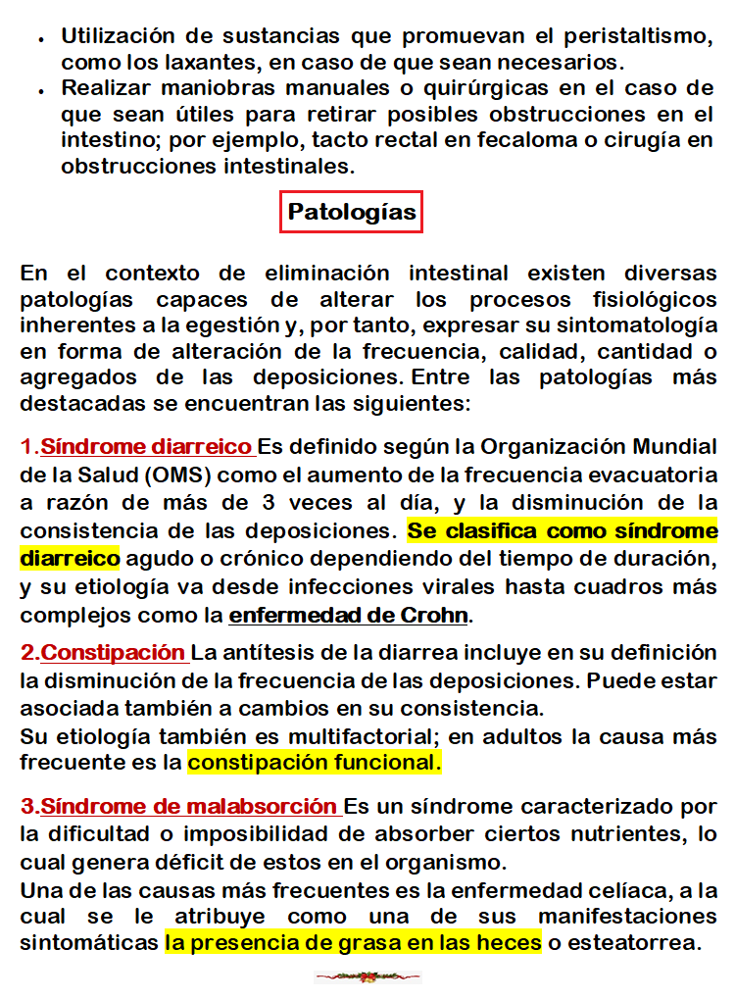 • Utilización de sustancias que promuevan el peristaltismo,
como los laxantes, en caso de que sean necesarios.
• Realizar maniobras manuales o quirúrgicas en el caso de
que sean útiles para retirar posibles obstrucciones en el
intestino; por ejemplo, tacto rectal en fecaloma o cirugía en
obstrucciones intestinales.
Patologías
En el contexto de eliminación intestinal existen diversas
patologías capaces de alterar los procesos fisiológicos
inherentes a la egestión y, por tanto, expresar su sintomatología
en forma de alteración de la frecuencia, calidad, cantidad o
agregados de las deposiciones. Entre las patologías más
destacadas se encuentran las siguientes:
1.Síndrome diarreico Es definido según la Organización Mundial
de la Salud (OMS) como el aumento de la frecuencia evacuatoria
a razón de más de 3 veces al día, y la disminución de la
consistencia de las deposiciones. Se clasifica como síndrome
diarreico agudo o crónico dependiendo del tiempo de duración,
y su etiología va desde infecciones virales hasta cuadros más
complejos como la enfermedad de Crohn.
2.Constipación La antítesis de la diarrea incluye en su definición
la disminución de la frecuencia de las deposiciones. Puede estar
asociada también a cambios en su consistencia.
Su etiología también es multifactorial; en adultos la causa más
frecuente es la constipación funcional.
3.Síndrome de malabsorción Es un síndrome caracterizado por
la dificultad o imposibilidad de absorber ciertos nutrientes, lo
cual genera déficit de estos en el organismo.
Una de las causas más frecuentes es la enfermedad celíaca, a la
cual se le atribuye como una de sus manifestaciones
sintomáticas la presencia de grasa en las heces o esteatorrea.